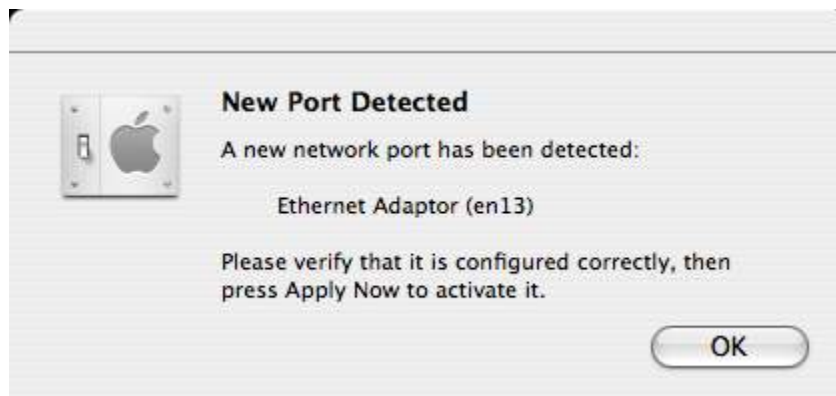 New Port Detected
A new network port has been detected:
Ethernet Adaptor (en13)
Please verify that it is configured correctly, then
press Apply Now to activate it.
OK